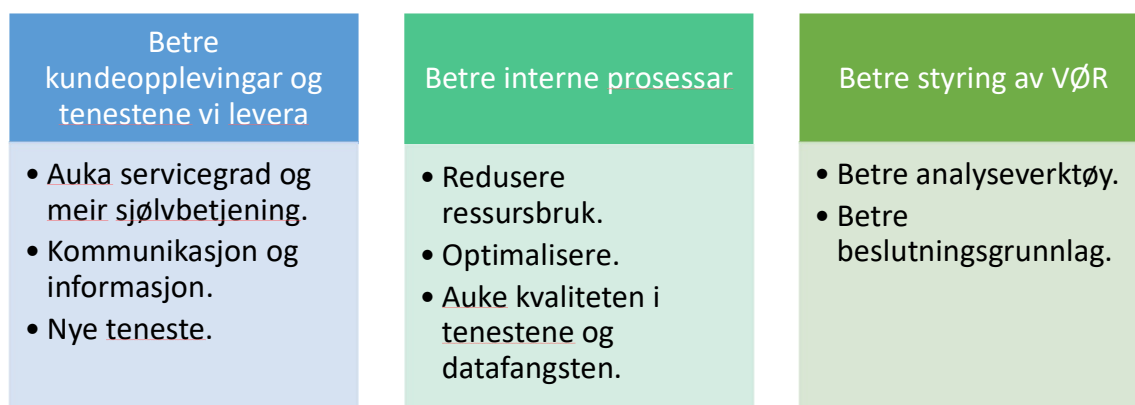 Betre
kundeopplevingar og
tenestene vi levera
• Auka servicegrad og
meir sjølvbetjening.
• Kommunikasjon og
informasjon.
• Nye teneste.
Betre interne prosessar
• Redusere
ressursbruk.
• Optimalisere.
• Auke kvaliteten i
tenestene og
datafangsten.
Betre styring av VØR
• Betre analyseverktøy.
• Betre
beslutningsgrunnlag.